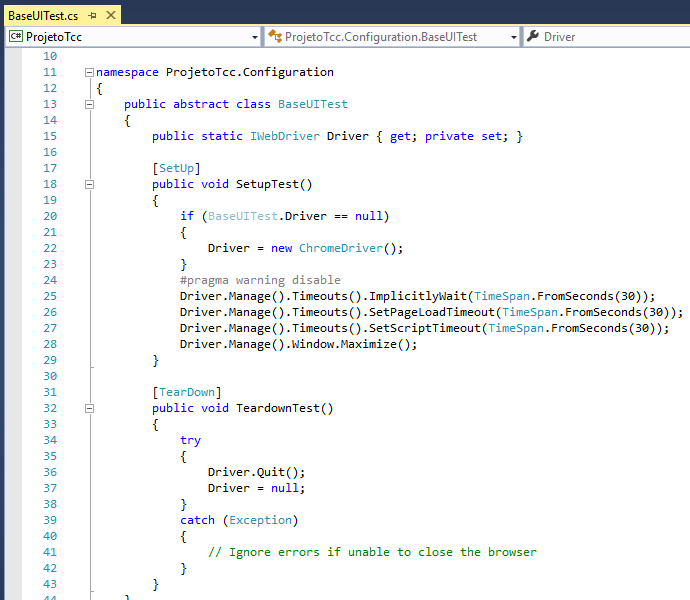 BaseUITest.cs
C# ProjetoTcc ProjetoTcc.Configuration.BaseUITest Driver
10
11 namespace ProjetoTcc.Configuration
12 {
13 public abstract class BaseUITest
14 {
15 public static IWebDriver Driver { get; private set; }
16
17 [SetUp]
18 public void SetupTest()
19 {
20 if (BaseUITest.Driver == null)
21 {
22 Driver = new ChromeDriver();
23 }
24 #pragma warning disable
25 Driver.Manage().Timeouts().ImplicitlyWait(TimeSpan.FromSeconds(30));
26 Driver.Manage().Timeouts().SetPageLoadTimeout(TimeSpan.FromSeconds(30));
27 Driver.Manage().Timeouts().SetScriptTimeout(TimeSpan.FromSeconds(30));
28 Driver.Manage().Window.Maximize();
29 }
30
31 [TearDown]
32 public void TeardownTest()
33 {
34 try
35 {
36 Driver.Quit();
37 Driver = null;
38 }
39 catch (Exception)
40 {
41 // Ignore errors if unable to close the browser
42 }
43 }
44 }